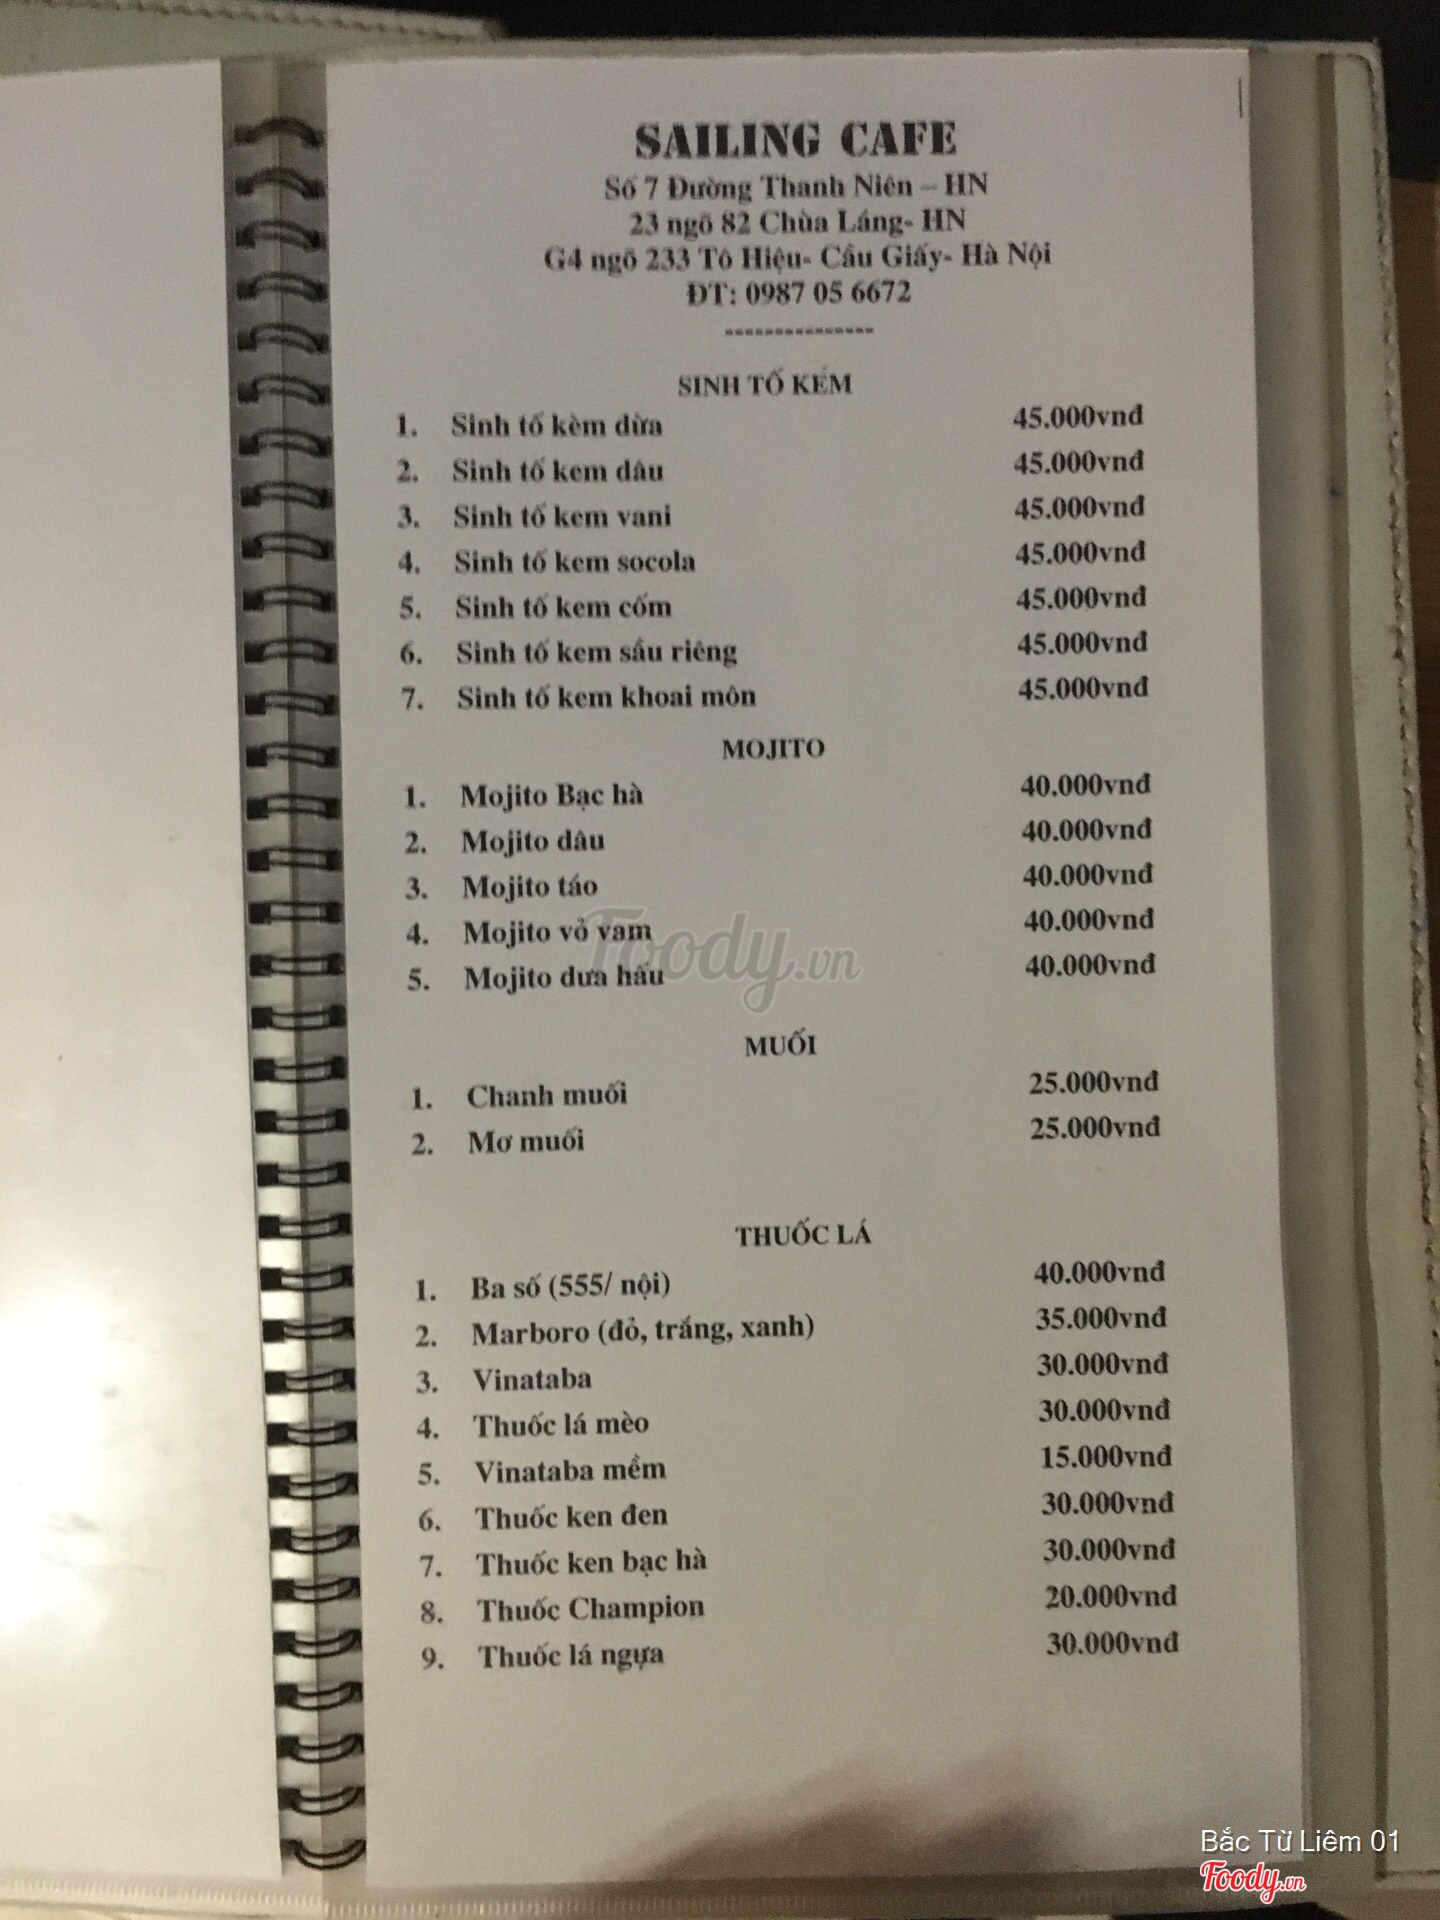 SAILING CAFE
Số 7 Đường Thanh Niên – HN
23 ngõ 82 Chùa Láng- HN
G4 ngõ 233 Tô Hiệu- Cầu Giấy- Hà Nội
ĐT: 0987 05 6672
---------------
SINH TỐ KÉM
1. Sinh tố kèm dừa 45.000vnđ
2. Sinh tố kem dâu 45.000vnđ
3. Sinh tố kem vani 45.000vnđ
4. Sinh tố kem socola 45.000vnđ
5. Sinh tố kem cốm 45.000vnđ
6. Sinh tố kem sầu riêng 45.000vnđ
7. Sinh tố kem khoai môn 45.000vnđ
MOJITO
1. Mojito Bạc hà 40.000vnđ
2. Mojito dâu 40.000vnđ
3. Mojito táo 40.000vnđ
4. Mojito vỏ vam 40.000vnđ
5. Mojito dưa hấu 40.000vnđ
Foody.vn
MUỐI
1. Chanh muối 25.000vnđ
2. Mơ muối 25.000vnđ
THUỐC LÁ
1. Ba số (555/ nội) 40.000vnđ
2. Marboro (đỏ, trắng, xanh) 35.000vnđ
3. Vinataba 30.000vnđ
4. Thuốc lá mèo 30.000vnđ
5. Vinataba mềm 15.000vnđ
6. Thuốc ken đen 30.000vnđ
7. Thuốc ken bạc hà 30.000vnđ
8. Thuốc Champion 20.000vnđ
9. Thuốc lá ngựa 30.000vnđ
Bắc Từ Liêm 01
Foody.vn